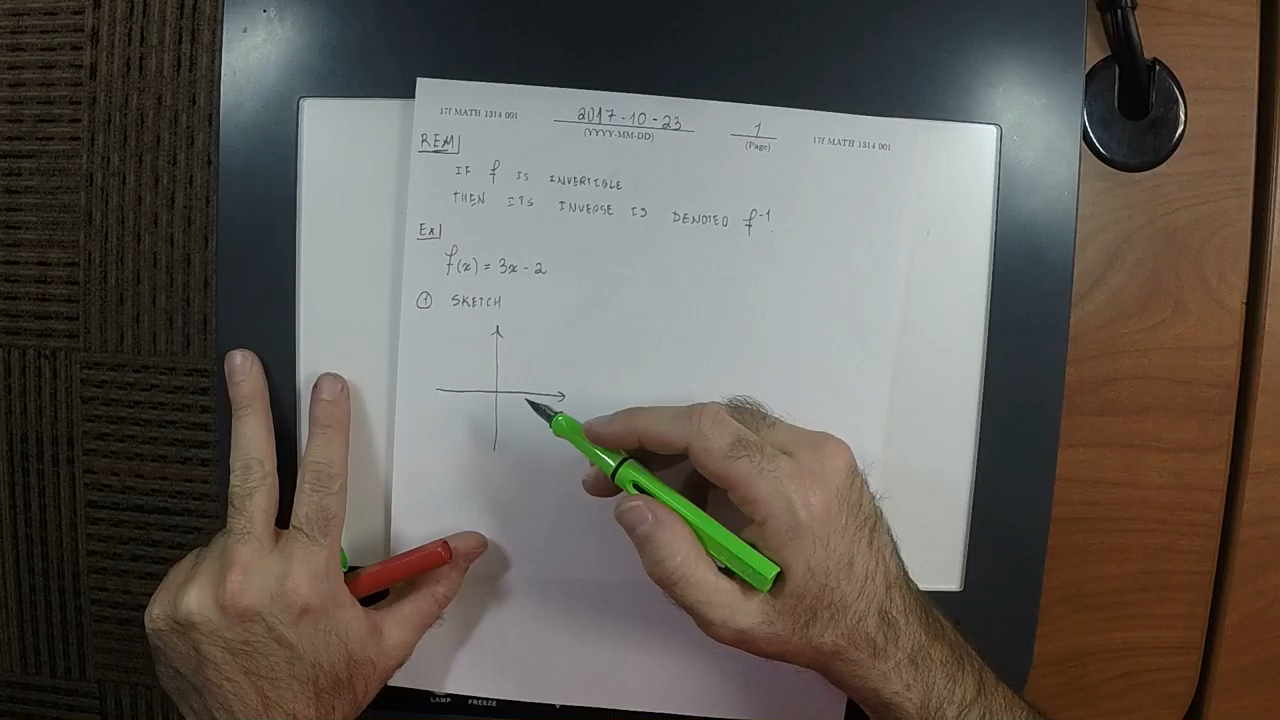 17f MATH 1314 001 2017-10-23 1 17f MATH 1314 001
(YYYY-MM-DD) (Page)
REM
IF f IS INVERTIBLE
THEN ITS INVERSE IS DENOTED f⁻¹.
Ex
f(x) = 3x - 2
① SKETCH
LAMP FREEZE